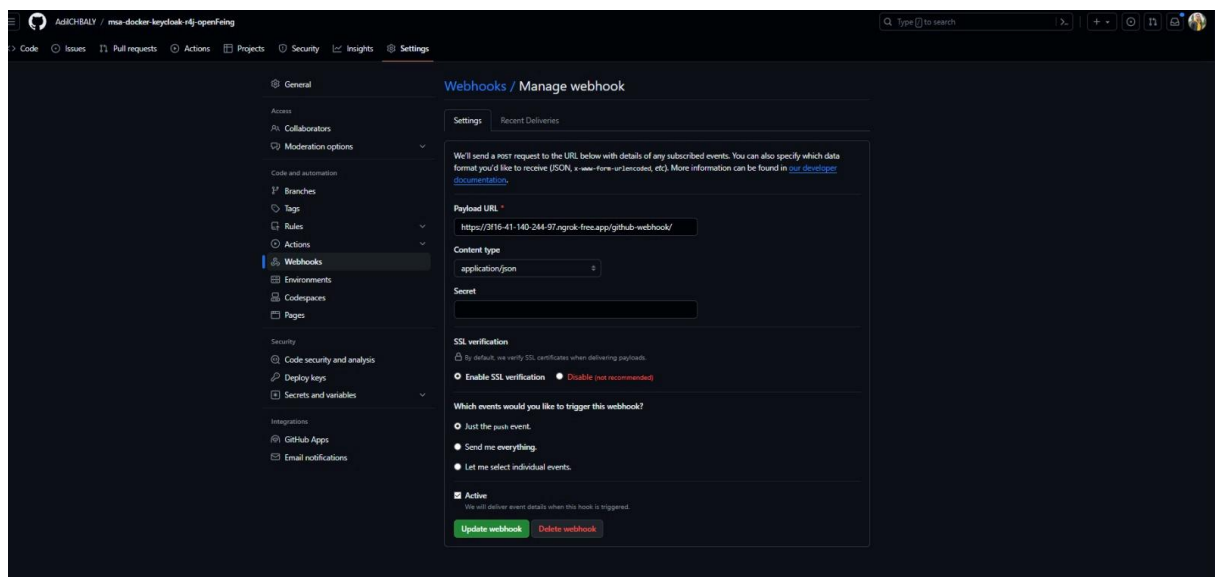 AdilCHBALY / msa-docker-keycloak-r4j-openFeing
Type / to search
Code Issues Pull requests Actions Projects Security Insights Settings
General
Access
Collaborators
Moderation options
Code and automation
Branches
Tags
Rules
Actions
Webhooks
Environments
Codespaces
Pages
Security
Code security and analysis
Deploy keys
Secrets and variables
Integrations
GitHub Apps
Email notifications
Webhooks / Manage webhook
Settings Recent Deliveries
We'll send a POST request to the URL below with details of any subscribed events. You can also specify which data
format you'd like to receive (JSON, x-www-form-urlencoded, etc). More information can be found in our developer
documentation.
Payload URL *
https://3f16-41-140-244-97.ngrok-free.app/github-webhook/
Content type
application/json
Secret
SSL verification
By default, we verify SSL certificates when delivering payloads.
Enable SSL verification Disable (not recommended)
Which events would you like to trigger this webhook?
Just the push event.
Send me everything.
Let me select individual events.
Active
We will deliver event details when this hook is triggered.
Update webhook Delete webhook